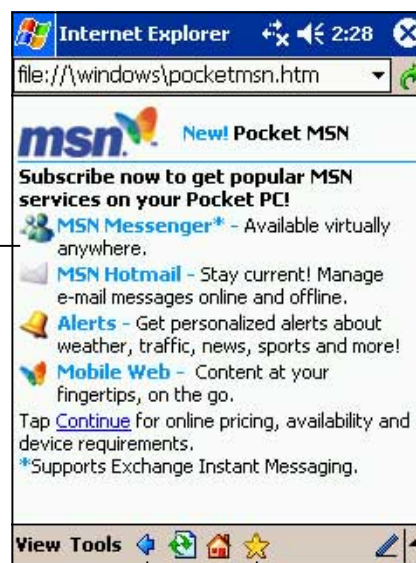 Internet Explorer 2:28
file://\windows\pocketmsn.htm
msn New! Pocket MSN
Subscribe now to get popular MSN
services on your Pocket PC!
MSN Messenger* - Available virtually
anywhere.
MSN Hotmail - Stay current! Manage
e-mail messages online and offline.
Alerts - Get personalized alerts about
weather, traffic, news, sports and more!
Mobile Web - Content at your
fingertips, on the go.
Tap Continue for online pricing, availability and
device requirements.
*Supports Exchange Instant Messaging.
View Tools